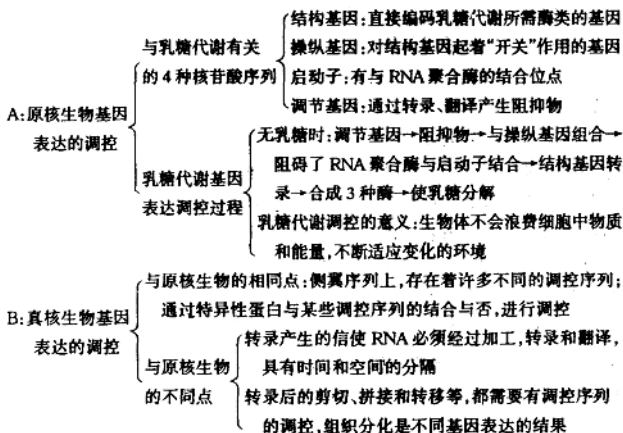 结构基因:直接编码乳糖代谢所需酶类的基因
与乳糖代谢有关
操纵基因:对结构基因起着“开关”作用的基因
的4种核苷酸序列
启动子:有与RNA聚合酶的结合位点
调节基因:通过转录、翻译产生阻抑物
A:原核生物基因
表达的调控
无乳糖时:调节基因→阻抑物→与操纵基因组合→
阻碍了RNA聚合酶与启动子结合→结构基因转
乳糖代谢基因
录→合成3种酶→使乳糖分解
表达调控过程
乳糖代谢调控的意义:生物体不会浪费细胞中物质
和能量,不断适应变化的环境
与原核生物的相同点:侧翼序列上,存在着许多不同的调控序列;
通过特异性蛋白与某些调控序列的结合与否,进行调控
B:真核生物基因
表达的调控
转录产生的信使RNA必须经过加工,转录和翻译,
与原核生物
具有时间和空间的分隔
的不同点
转录后的剪切、拼接和转移等,都需要有调控序列
的调控,组织分化是不同基因表达的结果